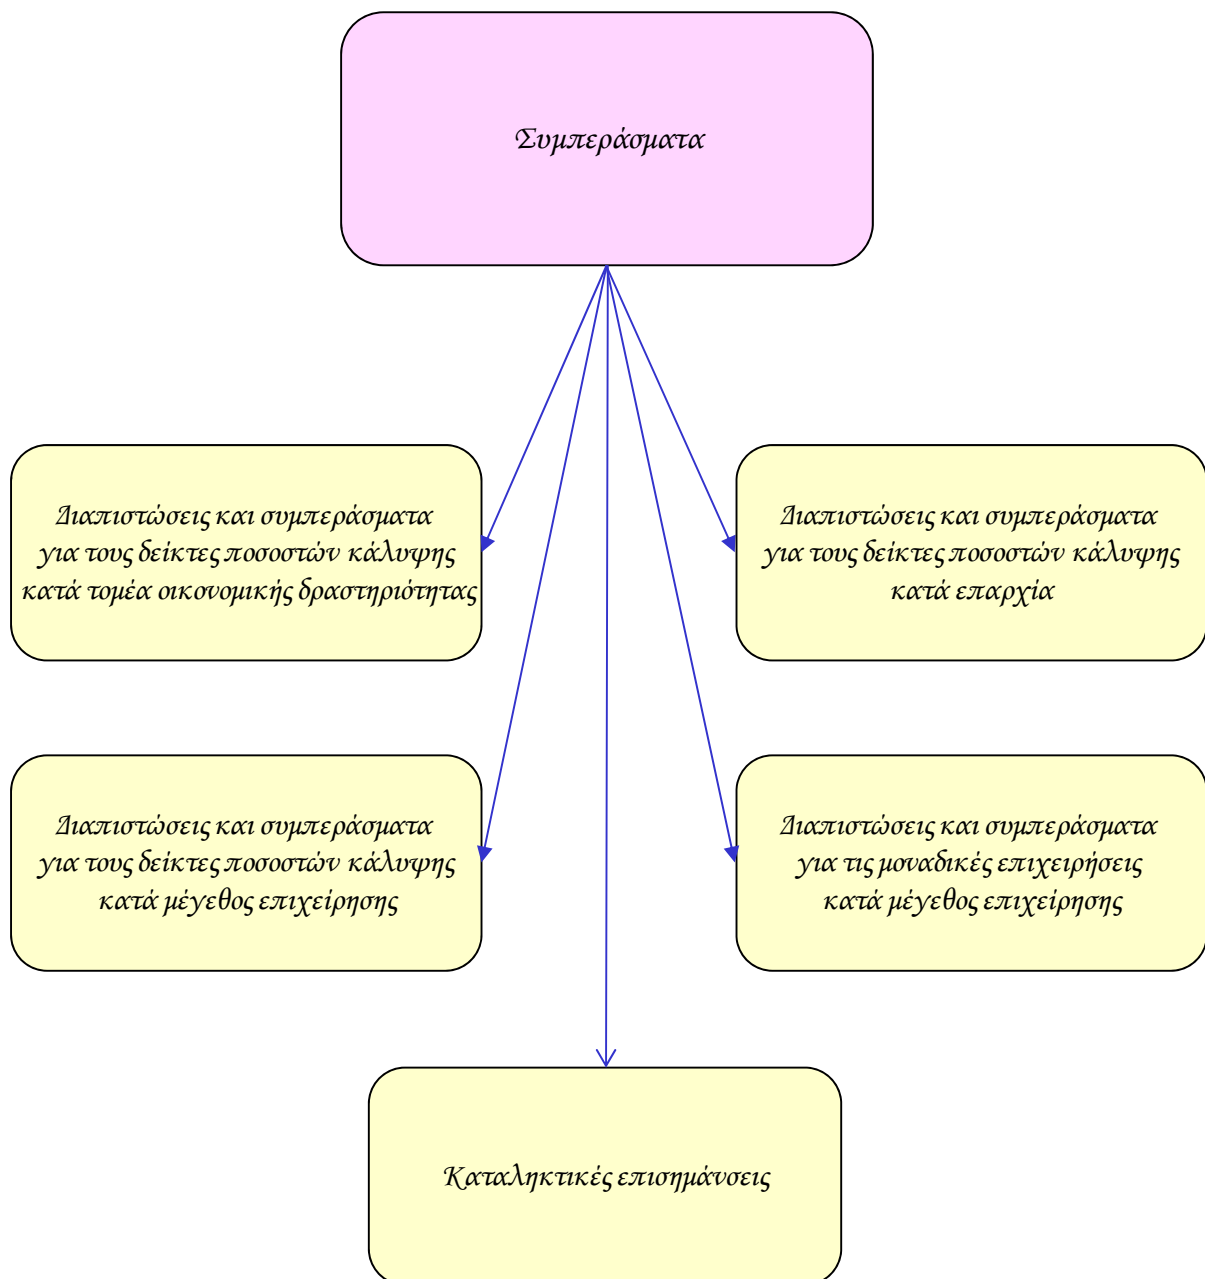 Συμπεράσματα
Διαπιστώσεις και συμπεράσματα
για τους δείκτες ποσοστών κάλυψης
κατά τομέα οικονομικής δραστηριότητας
Διαπιστώσεις και συμπεράσματα
για τους δείκτες ποσοστών κάλυψης
κατά επαρχία
Διαπιστώσεις και συμπεράσματα
για τους δείκτες ποσοστών κάλυψης
κατά μέγεθος επιχείρησης
Διαπιστώσεις και συμπεράσματα
για τις μοναδικές επιχειρήσεις
κατά μέγεθος επιχείρησης
Καταληκτικές επισημάνσεις